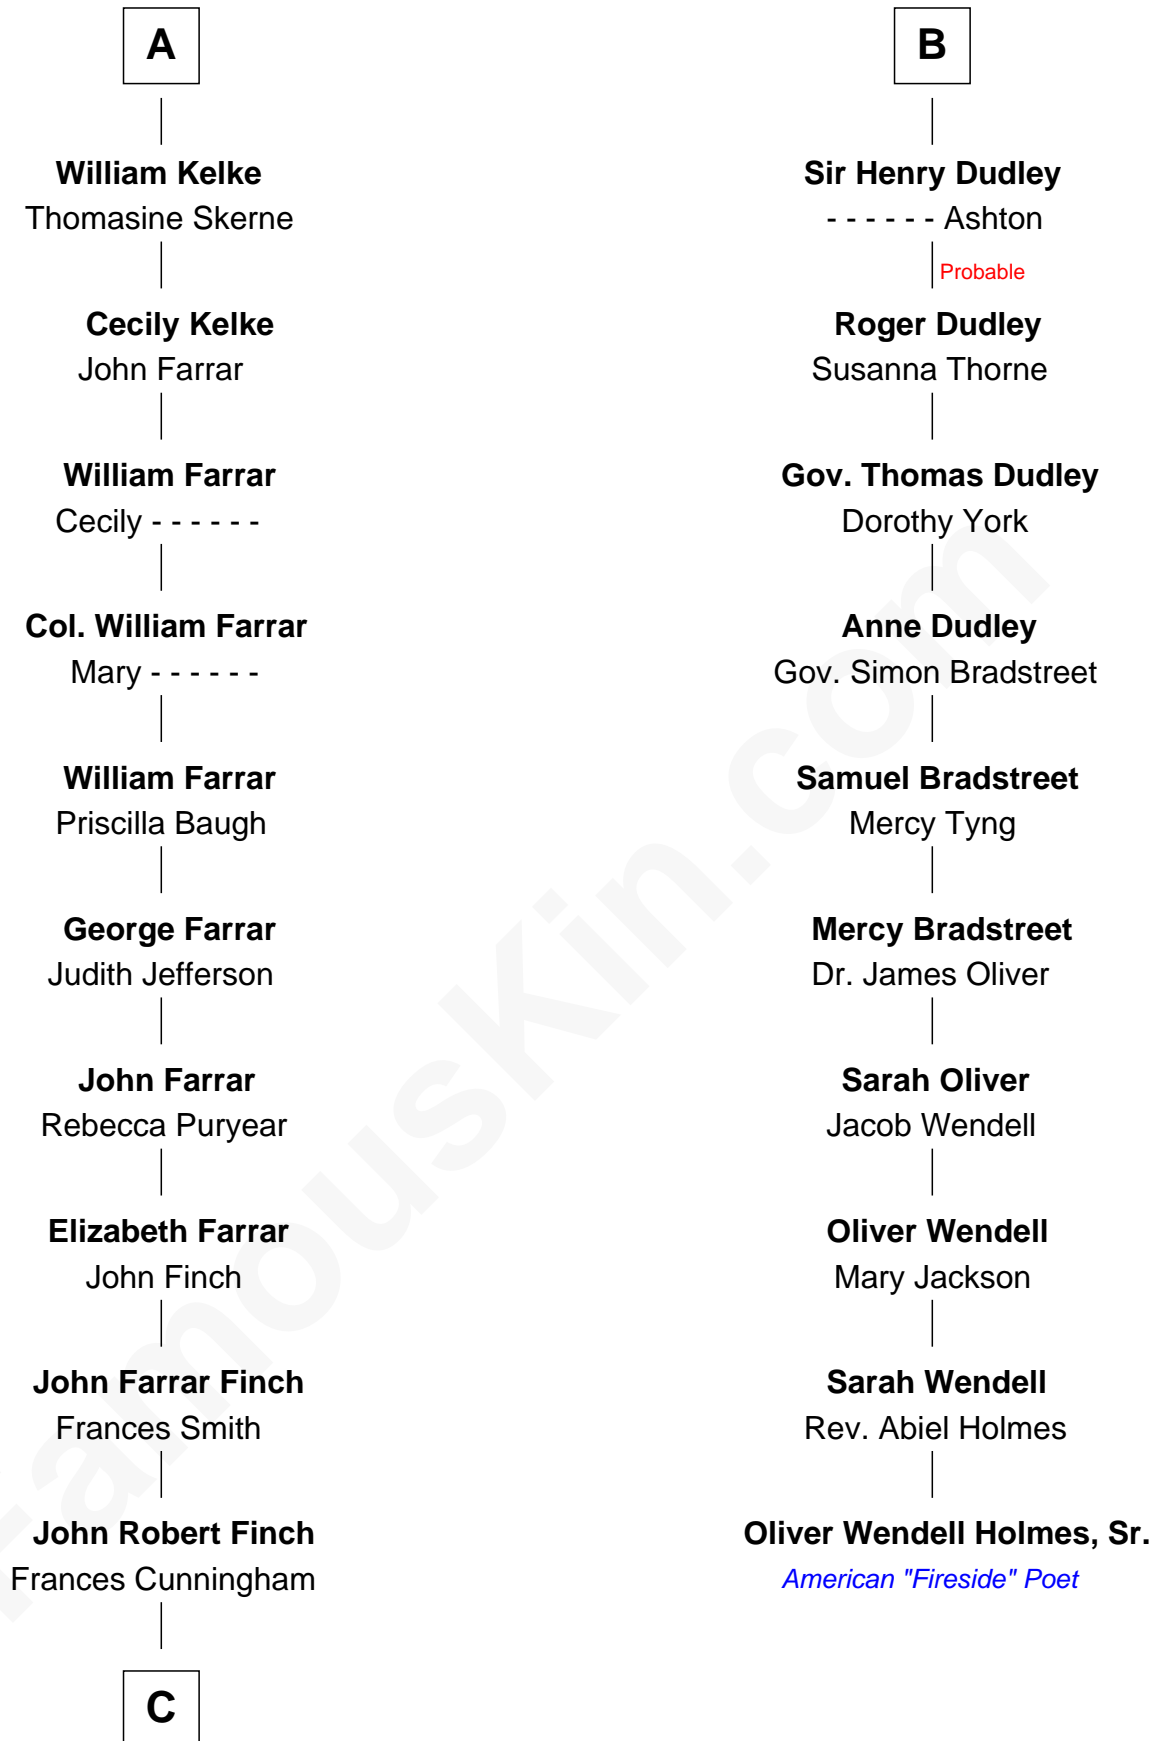 A
William Kelke
Thomasine Skerne
Cecily Kelke
John Farrar
William Farrar
Cecily - - - - - -
Col. William Farrar
Mary - - - - - -
William Farrar
Priscilla Baugh
George Farrar
Judith Jefferson
John Farrar
Rebecca Puryear
Elizabeth Farrar
John Finch
John Farrar Finch
Frances Smith
John Robert Finch
Frances Cunningham
C
B
Sir Henry Dudley
- - - - - - Ashton
Probable
Roger Dudley
Susanna Thorne
Gov. Thomas Dudley
Dorothy York
Anne Dudley
Gov. Simon Bradstreet
Samuel Bradstreet
Mercy Tyng
Mercy Bradstreet
Dr. James Oliver
Sarah Oliver
Jacob Wendell
Oliver Wendell
Mary Jackson
Sarah Wendell
Rev. Abiel Holmes
Oliver Wendell Holmes, Sr.
American "Fireside" Poet
FamousKin.com